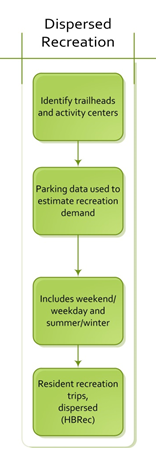 Dispersed
Recreation
Identify trailheads
and activity centers
Parking data used to
estimate recreation
demand
Includes weekend/
weekday and
summer/winter
Resident recreation
trips,
dispersed
(HBRec)